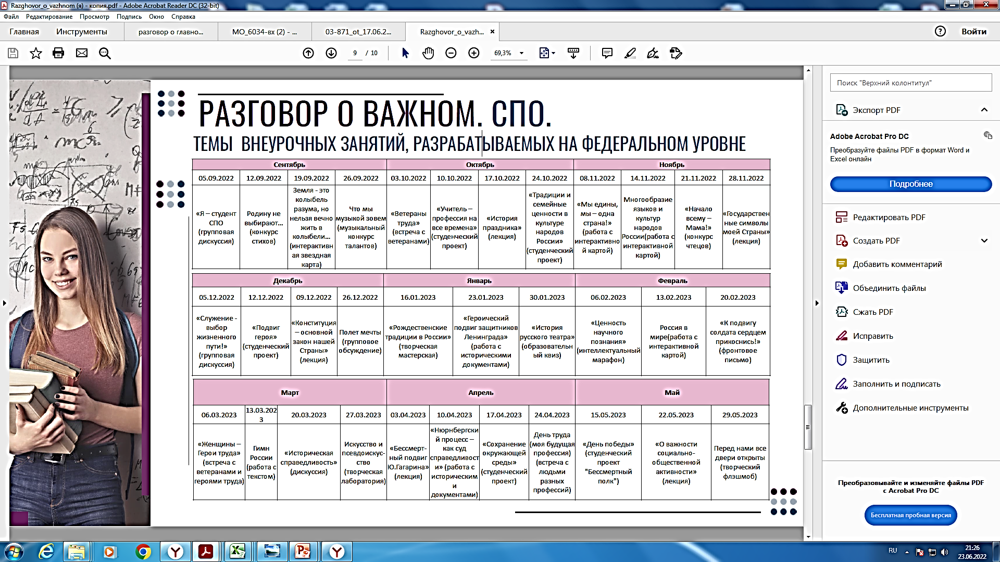 Razghovor_o_vazhnom (я) - копия.pdf - Adobe Acrobat Reader DC (32-bit)
Файл Редактирование Просмотр Подпись Окно Справка
Главная Инструменты разговор о главно... МО_6034-вх (2) - ... 03-871_ot_17.06.2... Razghovor_o_vazh... × ? Войти
9 / 10 69,3%
РАЗГОВОР О ВАЖНОМ. СПО.
ТЕМЫ ВНЕУРОЧНЫХ ЗАНЯТИЙ, РАЗРАБАТЫВАЕМЫХ НА ФЕДЕРАЛЬНОМ УРОВНЕ
Сентябрь Октябрь Ноябрь
05.09.2022 12.09.2022 19.09.2022 26.09.2022 03.10.2022 10.10.2022 17.10.2022 24.10.2022 08.11.2022 14.11.2022 21.11.2022 28.11.2022
«Я – студент
СПО
(групповая
дискуссия)
Родину не
выбирают...
(конкурс
стихов)
Земля - это
колыбель
разума, но
нельзя вечно
жить в
колыбели...
(интерактивн
ая звездная
карта)
Что мы
музыкой зовем
(музыкальный
конкурс
талантов)
«Ветераны
труда»
(встреча с
ветеранами)
«Учитель –
профессия на
все времена»
(студенческий
проект)
«История
праздника»
(лекция)
«Традиции и
семейные
ценности в
культуре
народов
России»
(студенческий
проект)
«Мы едины,
мы – одна
страна!»
(работа с
интерактивно
й картой)
Многообразие
языков и
культур
народов
России(работа с
интерактивной
картой)
«Начало
всему –
Мама!»
(конкурс
чтецов)
«Государствен
ные символы
моей Страны»
(лекция)
Декабрь Январь Февраль
05.12.2022 12.12.2022 09.12.2022 26.12.2022 16.01.2023 23.01.2023 30.01.2023 06.02.2023 13.02.2023 20.02.2023
«Служение -
выбор
жизненного
пути!»
(групповая
дискуссия)
«Подвиг
героя»
(студенческий
проект)
«Конституция
– основной
закон нашей
Страны»
(лекция)
Полет мечты
(групповое
обсуждение)
«Рождественские
традиции в России»
(творческая
мастерская)
«Героический
подвиг защитников
Ленинграда»
(работа с
историческими
документами)
«История
русского театра»
(образовательн
ый квиз)
«Ценность
научного
познания»
(интеллектуальный
марафон)
Россия в
мире(работа с
интерактивной
картой)
«К подвигу
солдата сердцем
прикоснись!»
(фронтовое
письмо)
Март Апрель Май
06.03.2023 13.03.202
3 20.03.2023 27.03.2023 03.04.2023 10.04.2023 17.04.2023 24.04.2023 15.05.2023 22.05.2023 29.05.2023
«Женщины –
Герои труда»
(встреча с
ветеранами и
героями труда)
Гимн
России
(работа с
текстом)
«Историческая
справедливость»
(дискуссия)
Искусство и
псевдоискус-
ство
(творческая
лаборатория)
«Бессмерт-
ный подвиг
Ю.Гагарина»
(лекция)
«Нюрнбергски
й процесс –
как суд
справедливост
и» (работа с
историческим
и
документами)
«Сохранение
окружающей
среды»
(студенческий
проект)
День труда
(моя будущая
профессия)
(встреча с
людьми
разных
профессий)
«День победы»
(студенческий
проект
"Бессмертный
полк")
«О важности
социально-
общественной
активности»
(лекция)
Перед нами все
двери открыты
(творческий
флэшмоб)
Поиск "Верхний колонтитул"
Экспорт PDF
Adobe Acrobat Pro DC
Преобразуйте файлы PDF в формат Word и
Excel онлайн
Подробнее
Редактировать PDF
Создать PDF
Добавить комментарий
Объединить файлы
Сжать PDF
Исправить
Защитить
Заполнить и подписать
Дополнительные инструменты
Преобразовывайте и изменяйте файлы PDF
с Acrobat Pro DC
Бесплатная пробная версия
RU
21:26
23.06.2022